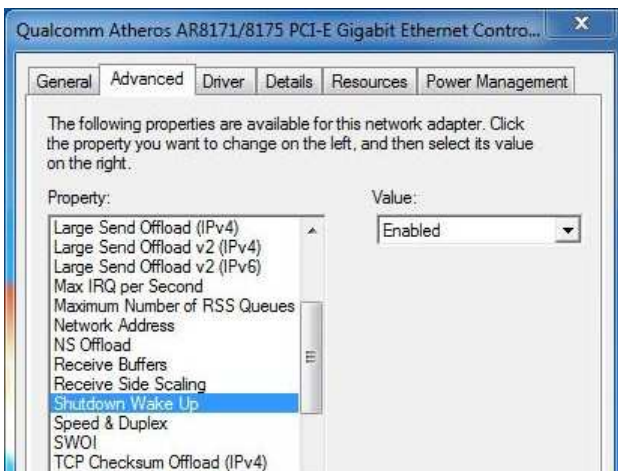 Qualcomm Atheros AR8171/8175 PCI-E Gigabit Ethernet Contro...
General Advanced Driver Details Resources Power Management
The following properties are available for this network adapter. Click
the property you want to change on the left, and then select its value
on the right.
Property:
Value:
Large Send Offload (IPv4)
Large Send Offload v2 (IPv4)
Large Send Offload v2 (IPv6)
Max IRQ per Second
Maximum Number of RSS Queues
Network Address
NS Offload
Receive Buffers
Receive Side Scaling
Shutdown Wake Up
Speed & Duplex
SWOI
TCP Checksum Offload (IPv4)
Enabled